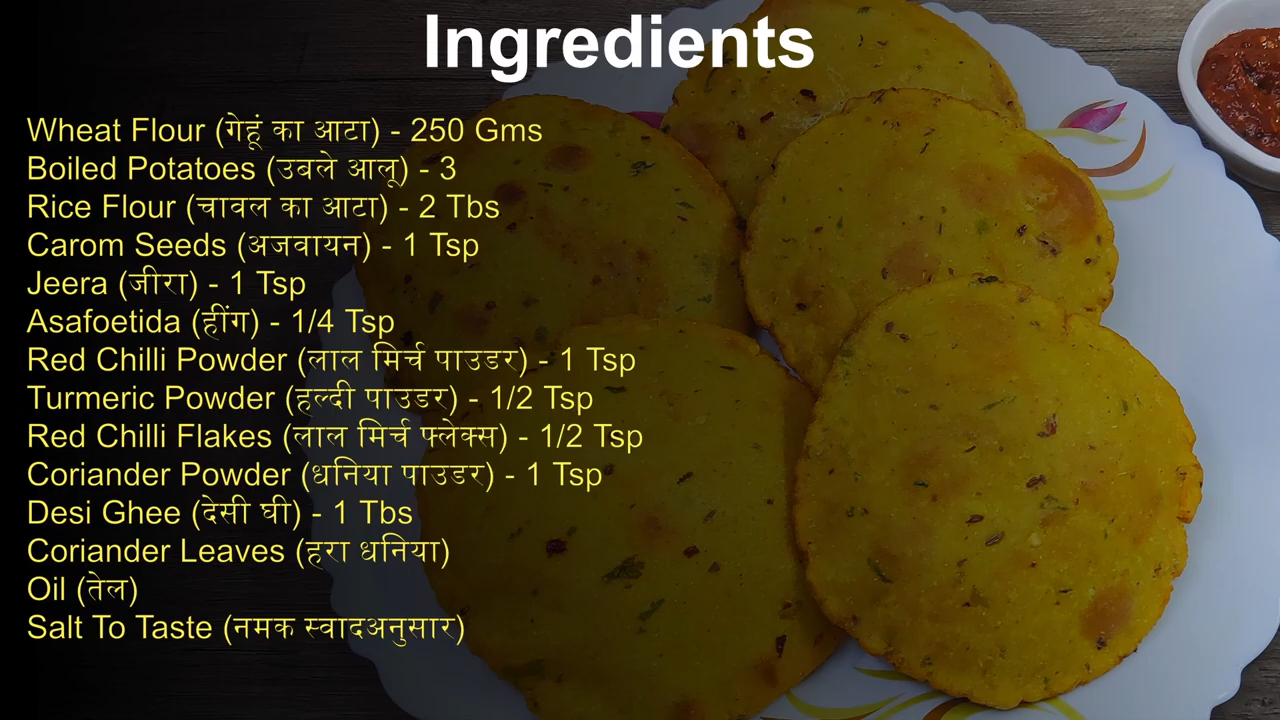 Ingredients
Wheat Flour (गेहूं का आटा) - 250 Gms
Boiled Potatoes (उबले आलू) - 3
Rice Flour (चावल का आटा) - 2 Tbs
Carom Seeds (अजवायन) - 1 Tsp
Jeera (जीरा) - 1 Tsp
Asafoetida (हींग) - 1/4 Tsp
Red Chilli Powder (लाल मिर्च पाउडर) - 1 Tsp
Turmeric Powder (हल्दी पाउडर) - 1/2 Tsp
Red Chilli Flakes (लाल मिर्च फ्लेक्स) - 1/2 Tsp
Coriander Powder (धनिया पाउडर) - 1 Tsp
Desi Ghee (देसी घी) - 1 Tbs
Coriander Leaves (हरा धनिया)
Oil (तेल)
Salt To Taste (नमक स्वादअनुसार)